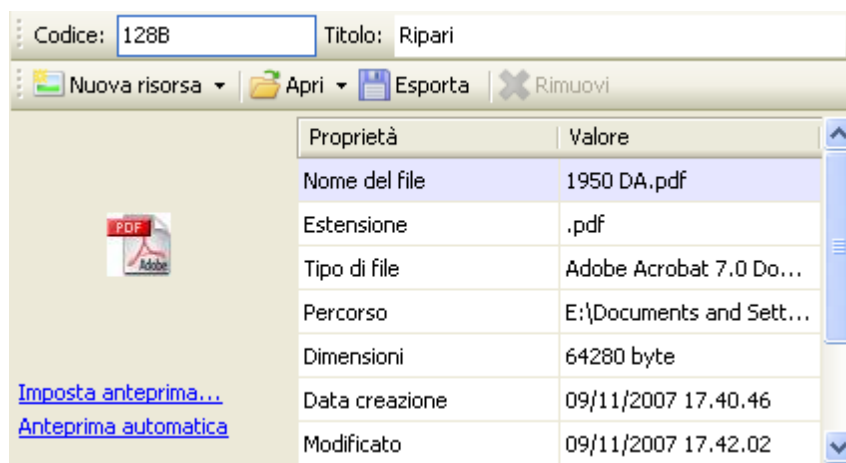 Codice: 128B Titolo: Ripari
Nuova risorsa Apri Esporta Rimuovi
Proprietà Valore
Nome del file 1950 DA.pdf
Estensione .pdf
Tipo di file Adobe Acrobat 7.0 Do...
Percorso E:\Documents and Sett...
Dimensioni 64280 byte
Data creazione 09/11/2007 17.40.46
Modificato 09/11/2007 17.42.02
PDF
Adobe
Imposta anteprima...
Anteprima automatica